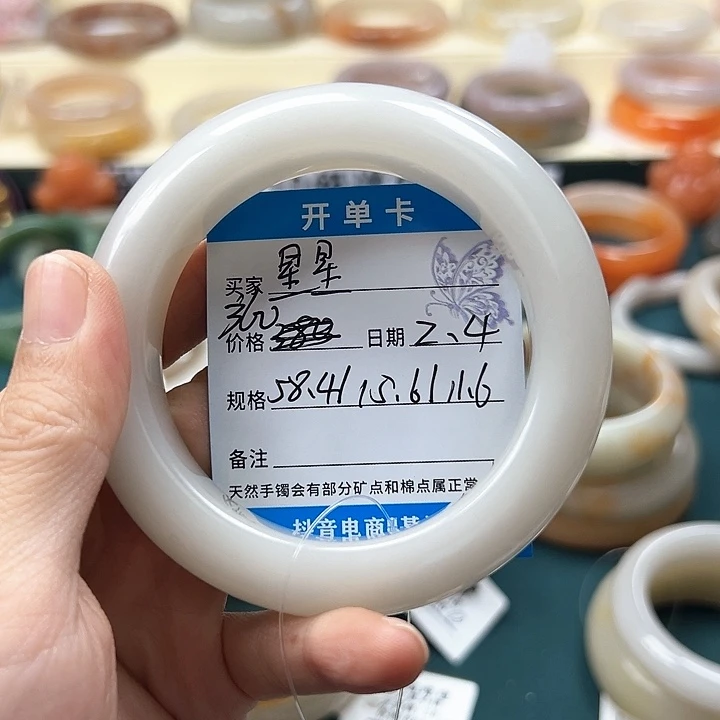 开单卡
买家 星星
300
价格 日期 2、4
规格 58.4/15.6/11.6
备注
天然手镯会有部分矿点和棉点属正常
抖音电商 基